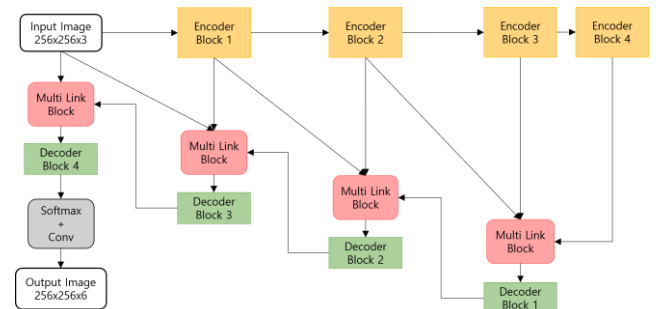 Input Image
256x256x3
Encoder
Block 1
Encoder
Block 2
Encoder
Block 3
Encoder
Block 4
Multi Link
Block
Multi Link
Block
Multi Link
Block
Multi Link
Block
Decoder
Block 4
Decoder
Block 3
Decoder
Block 2
Decoder
Block 1
Softmax
+
Conv
Output Image
256x256x6